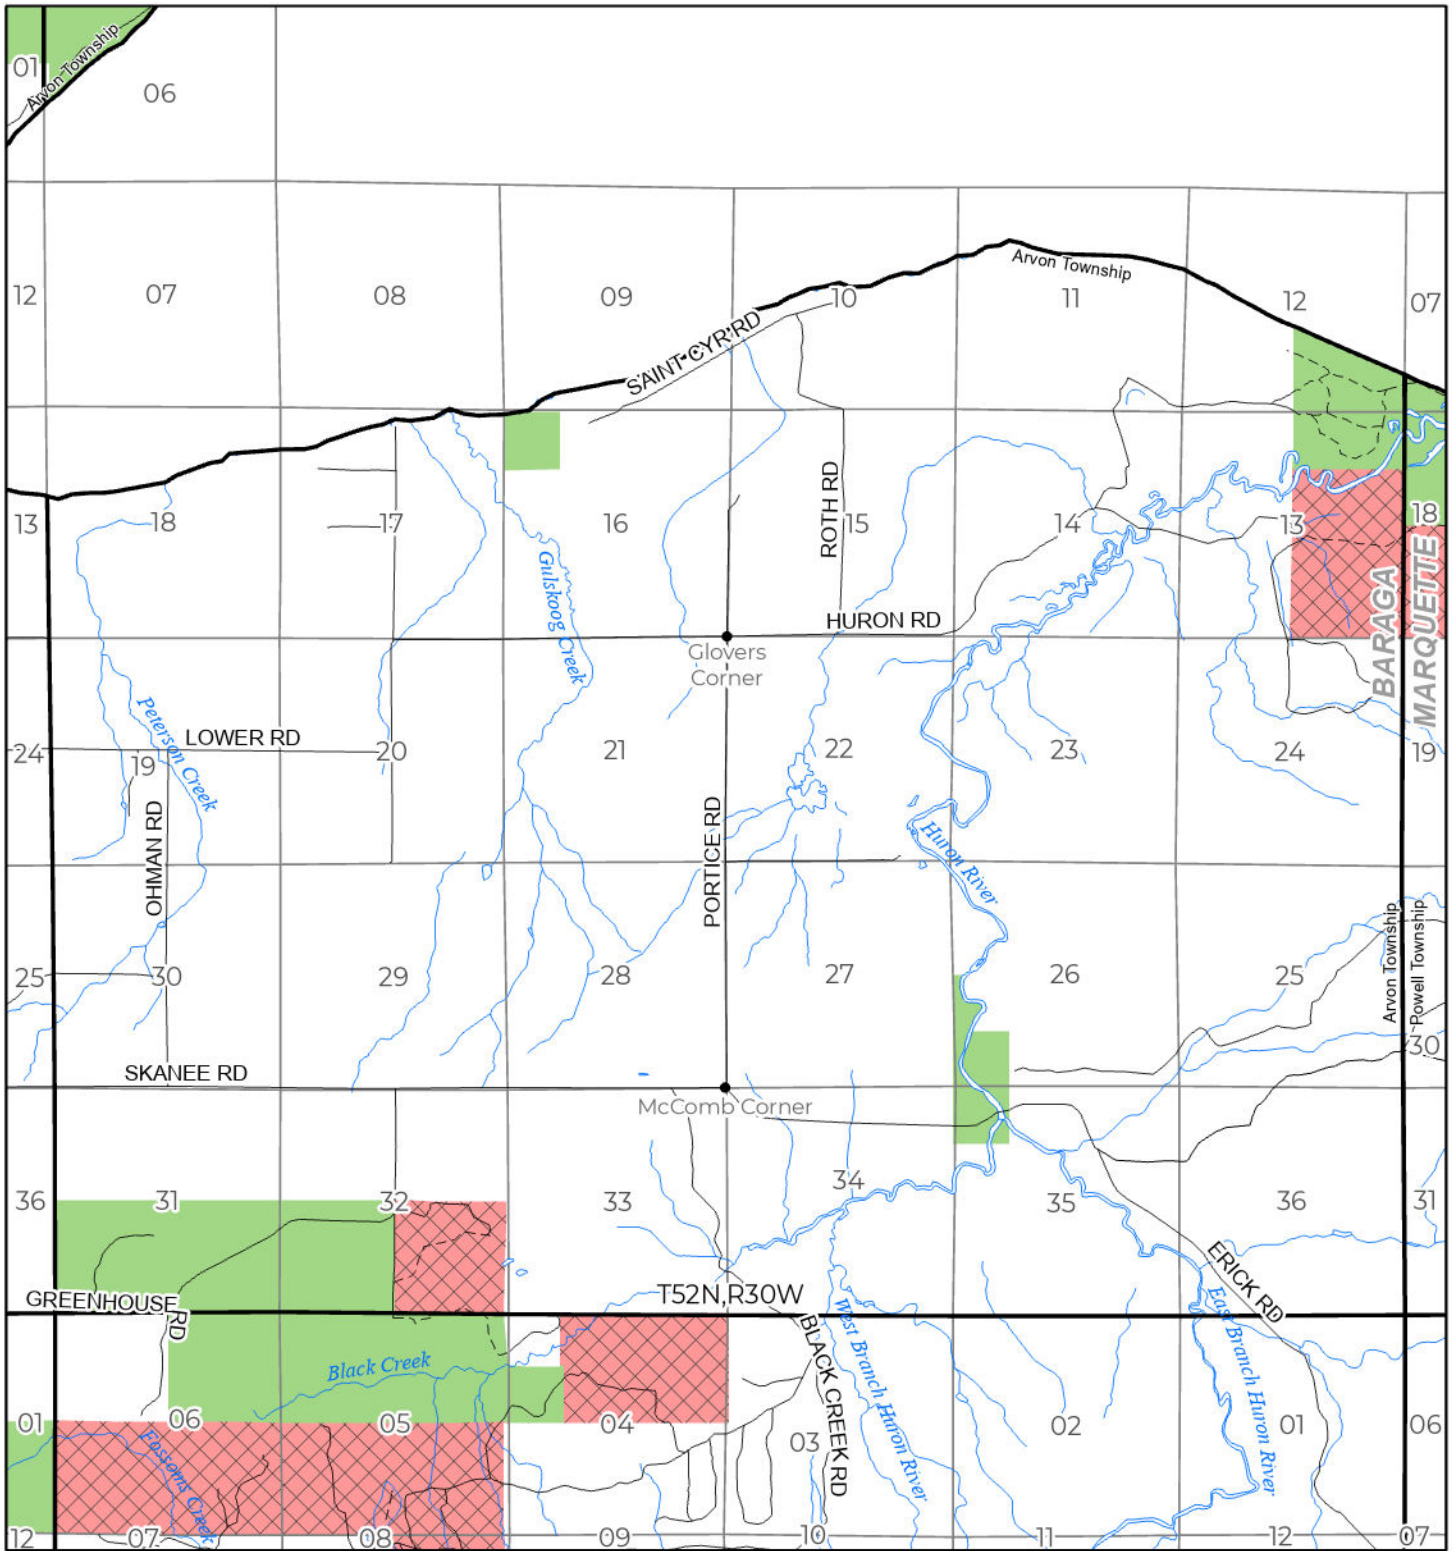 01
Arvon Township
06
12
07
08
09
10
11
Arvon Township
12
07
SAINT CYR RD
13
18
17
16
15
14
13
18
ROTH RD
Gulskoog Creek
HURON RD
Glovers
Corner
BARAGA
MARQUETTE
Peterson Creek
24
19
LOWER RD
20
21
22
23
24
19
OHMAN RD
PORTICE RD
Huron River
25
30
29
28
27
26
25
Arvon Township
Powell Township
30
SKANEE RD
McComb Corner
36
31
32
33
34
35
36
31
GREENHOUSE RD
T52N,R30W
ERICK RD
Black Creek
BLACK CREEK RD
West Branch Huron River
East Branch Huron River
01
06
05
04
03
02
01
06
Fossoms Creek
12
07
08
09
10
11
12
07